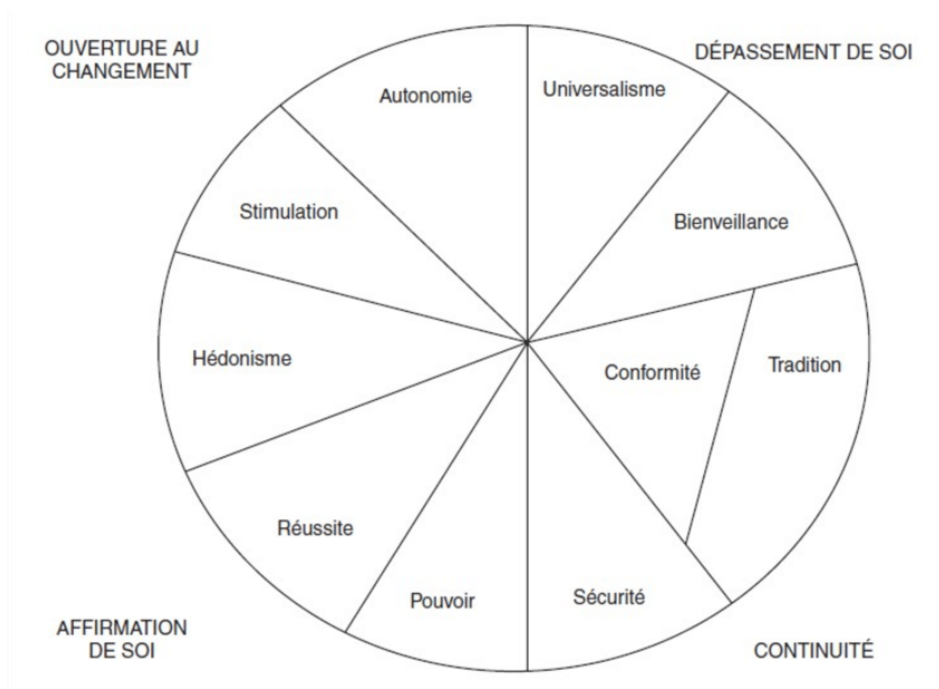 OUVERTURE AU
CHANGEMENT
DÉPASSEMENT DE SOI
Autonomie
Universalisme
Stimulation
Bienveillance
Hédonisme
Conformité
Tradition
Réussite
Pouvoir
Sécurité
AFFIRMATION
DE SOI
CONTINUITÉ